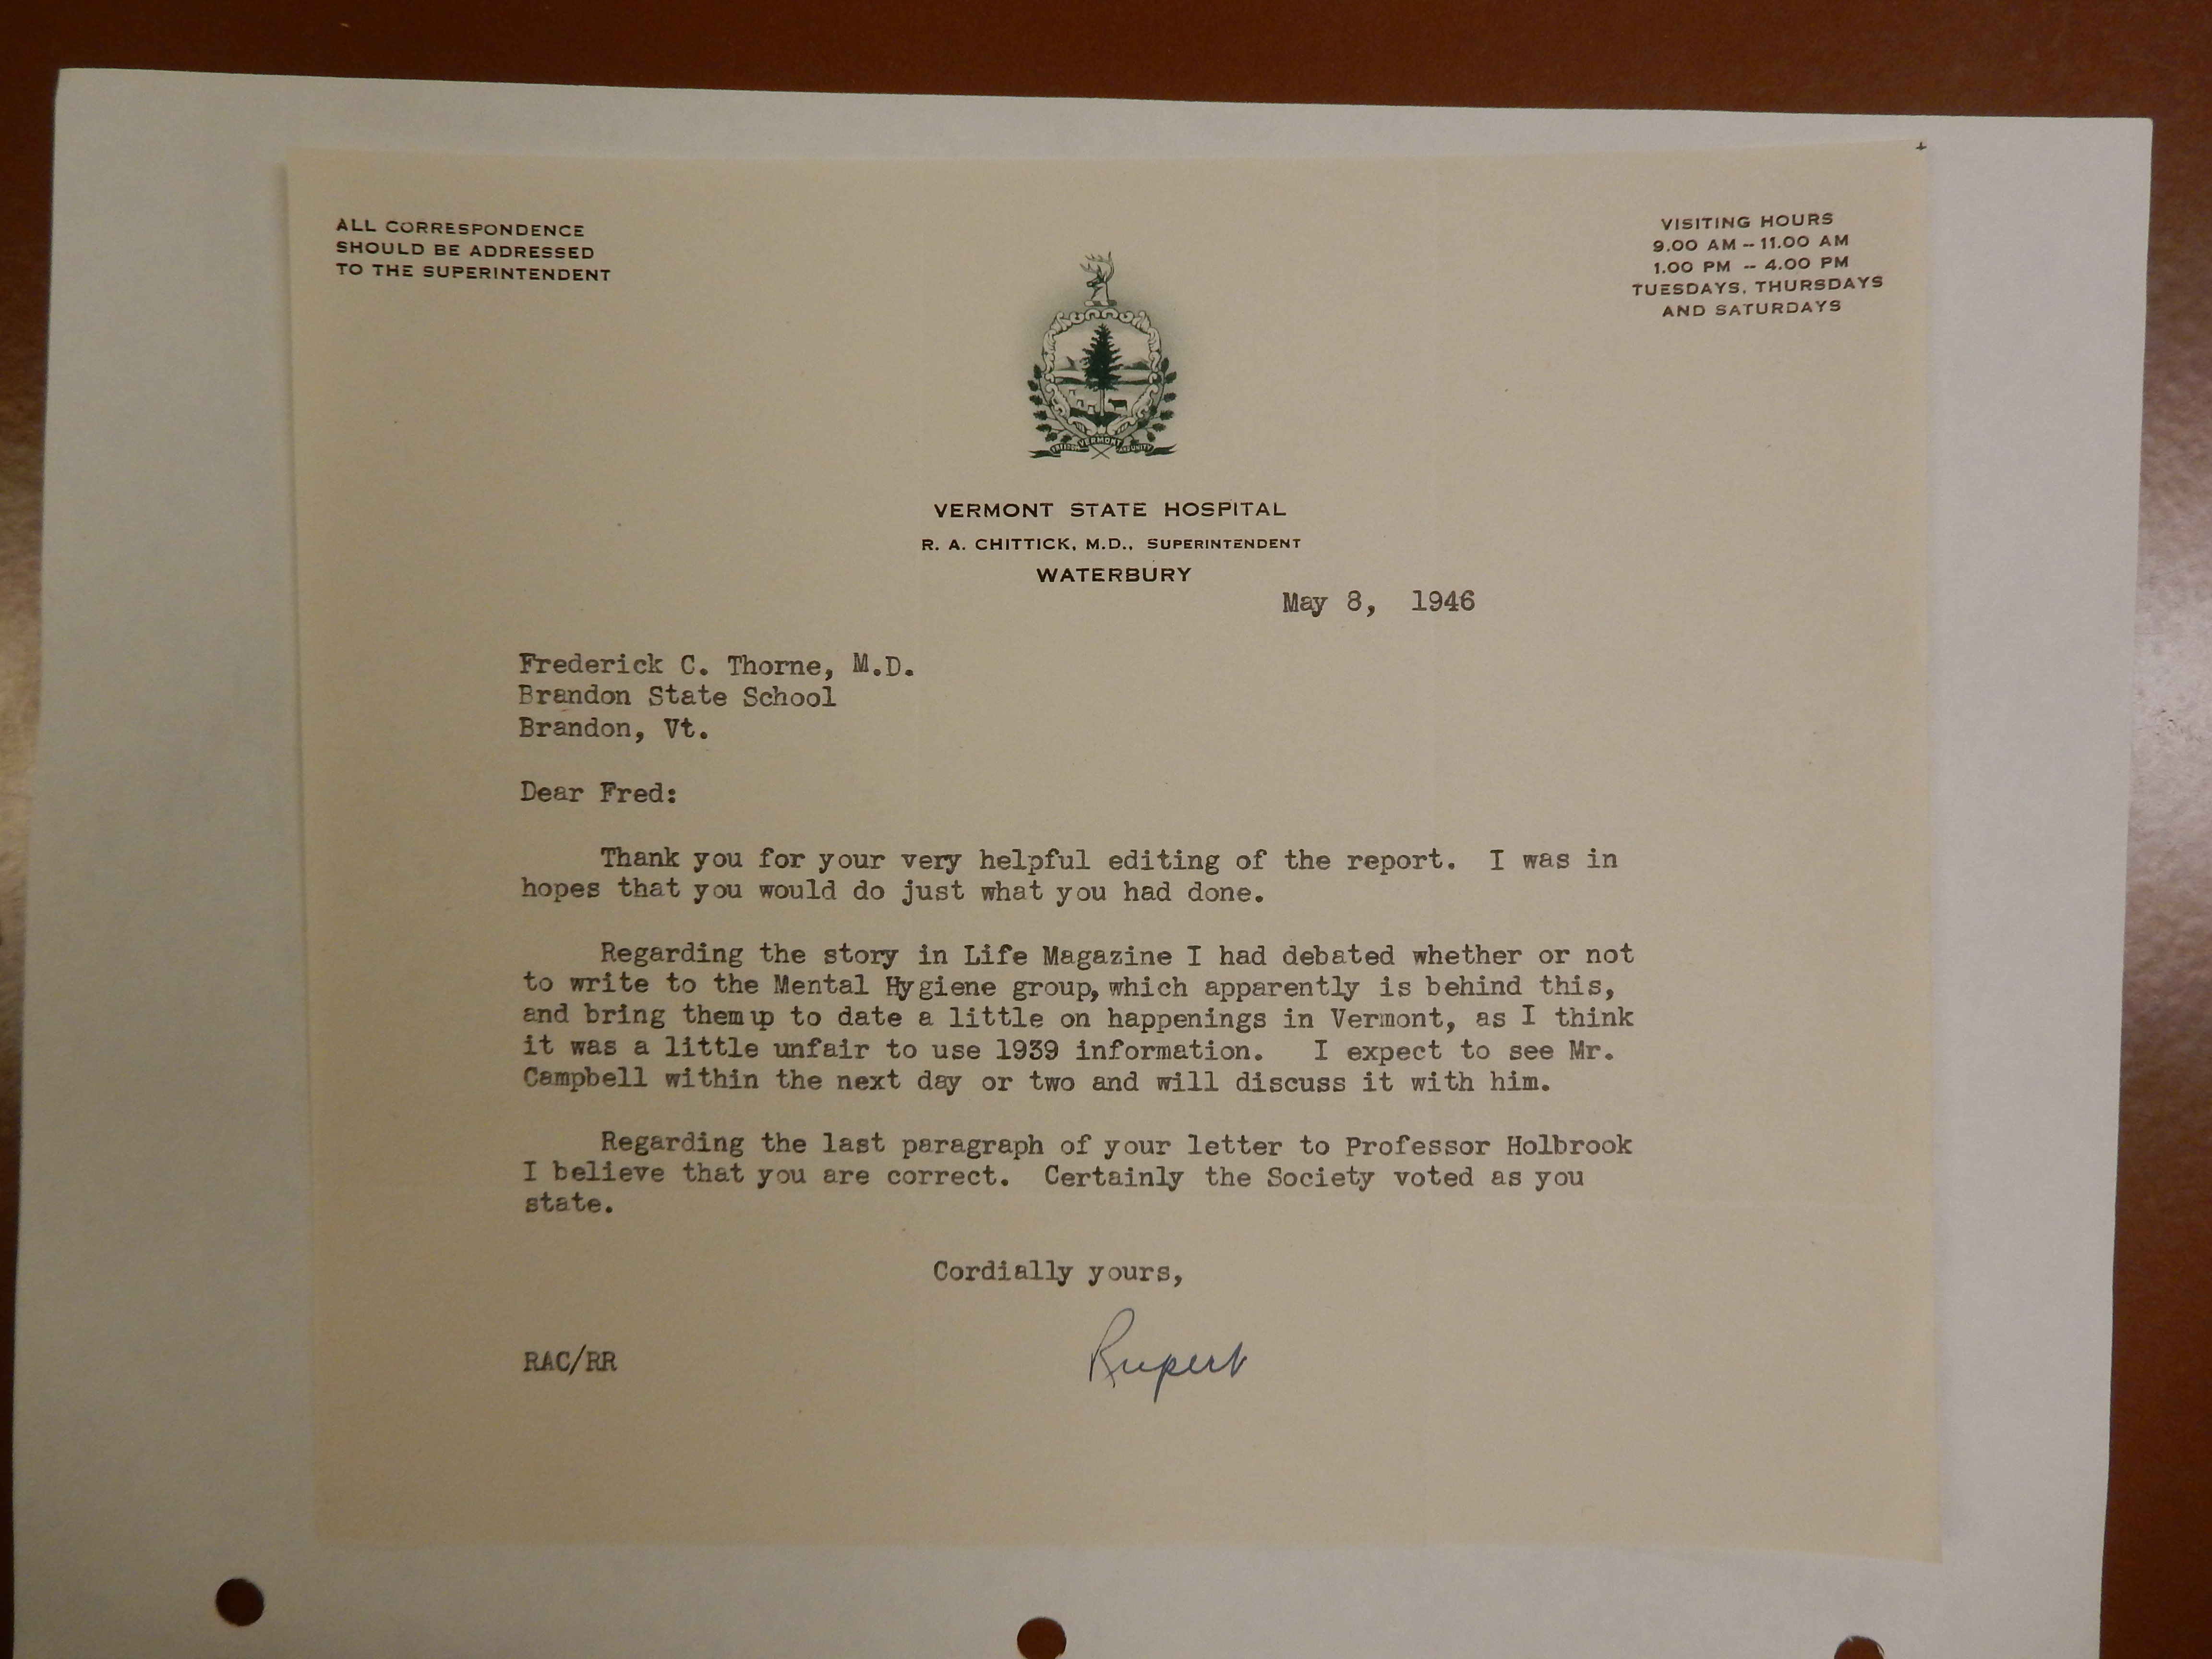 ALL CORRESPONDENCE
SHOULD BE ADDRESSED
TO THE SUPERINTENDENT
VISITING HOURS
9.00 AM -- 11.00 AM
1.00 PM -- 4.00 PM
TUESDAYS, THURSDAYS
AND SATURDAYS
VERMONT
VERMONT STATE HOSPITAL
R. A. CHITTICK, M.D., SUPERINTENDENT
WATERBURY
May 8, 1946
Frederick C. Thorne, M.D.
Brandon State School
Brandon, Vt.
Dear Fred:
Thank you for your very helpful editing of the report. I was in
hopes that you would do just what you had done.
Regarding the story in Life Magazine I had debated whether or not
to write to the Mental Hygiene group, which apparently is behind this,
and bring them up to date a little on happenings in Vermont, as I think
it was a little unfair to use 1939 information. I expect to see Mr.
Campbell within the next day or two and will discuss it with him.
Regarding the last paragraph of your letter to Professor Holbrook
I believe that you are correct. Certainly the Society voted as you
state.
Cordially yours,
Rupert
RAC/RR